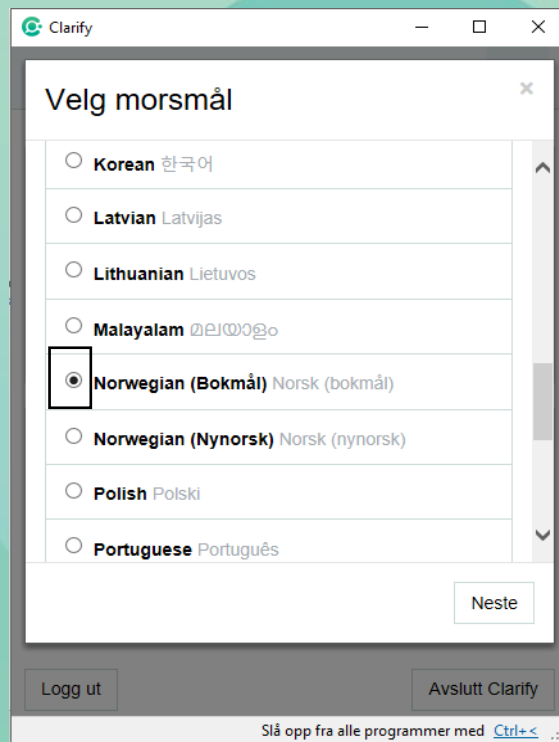 Clarify
Velg morsmål
Korean 한국어
Latvian Latvijas
Lithuanian Lietuvos
Malayalam മലയാളം
Norwegian (Bokmål) Norsk (bokmål)
Norwegian (Nynorsk) Norsk (nynorsk)
Polish Polski
Portuguese Português
Neste
Logg ut Avslutt Clarify
Slå opp fra alle programmer med Ctrl+<